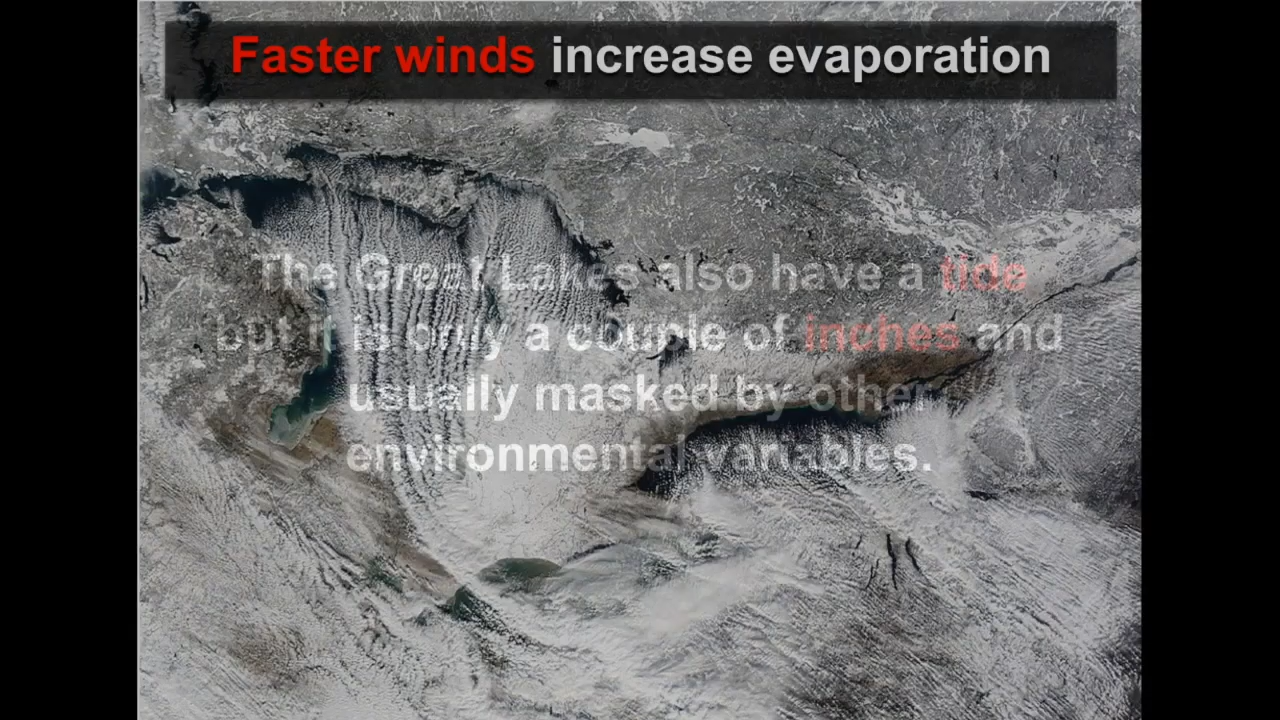 Faster winds increase evaporation
The Great Lakes also have a tide
but it is only a couple of inches and
usually masked by other
environmental variables.